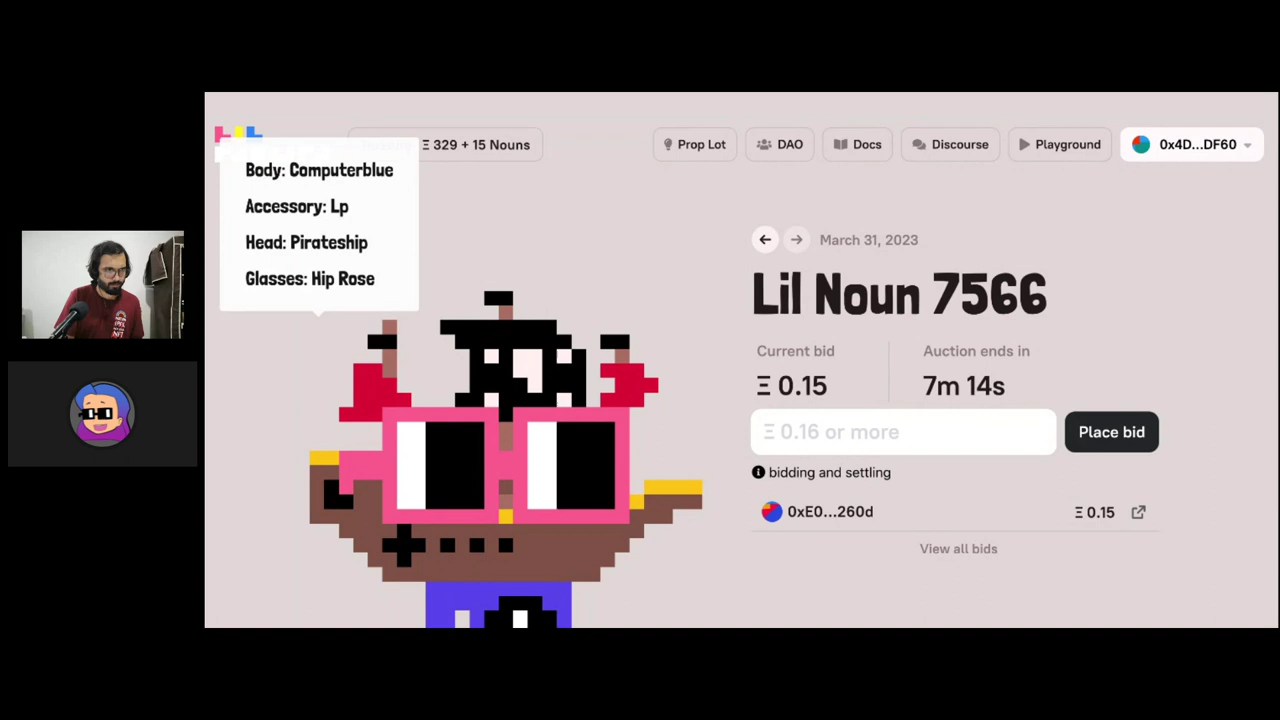 Ξ 329 + 15 Nouns
Prop Lot
DAO
Docs
Discourse
Playground
0x4D...DF60
Body: Computerblue
Accessory: Lp
Head: Pirateship
Glasses: Hip Rose
March 31, 2023
Lil Noun 7566
Current bid
Ξ 0.15
Auction ends in
7m 14s
Ξ 0.16 or more
Place bid
bidding and settling
0xE0...260d
Ξ 0.15
View all bids